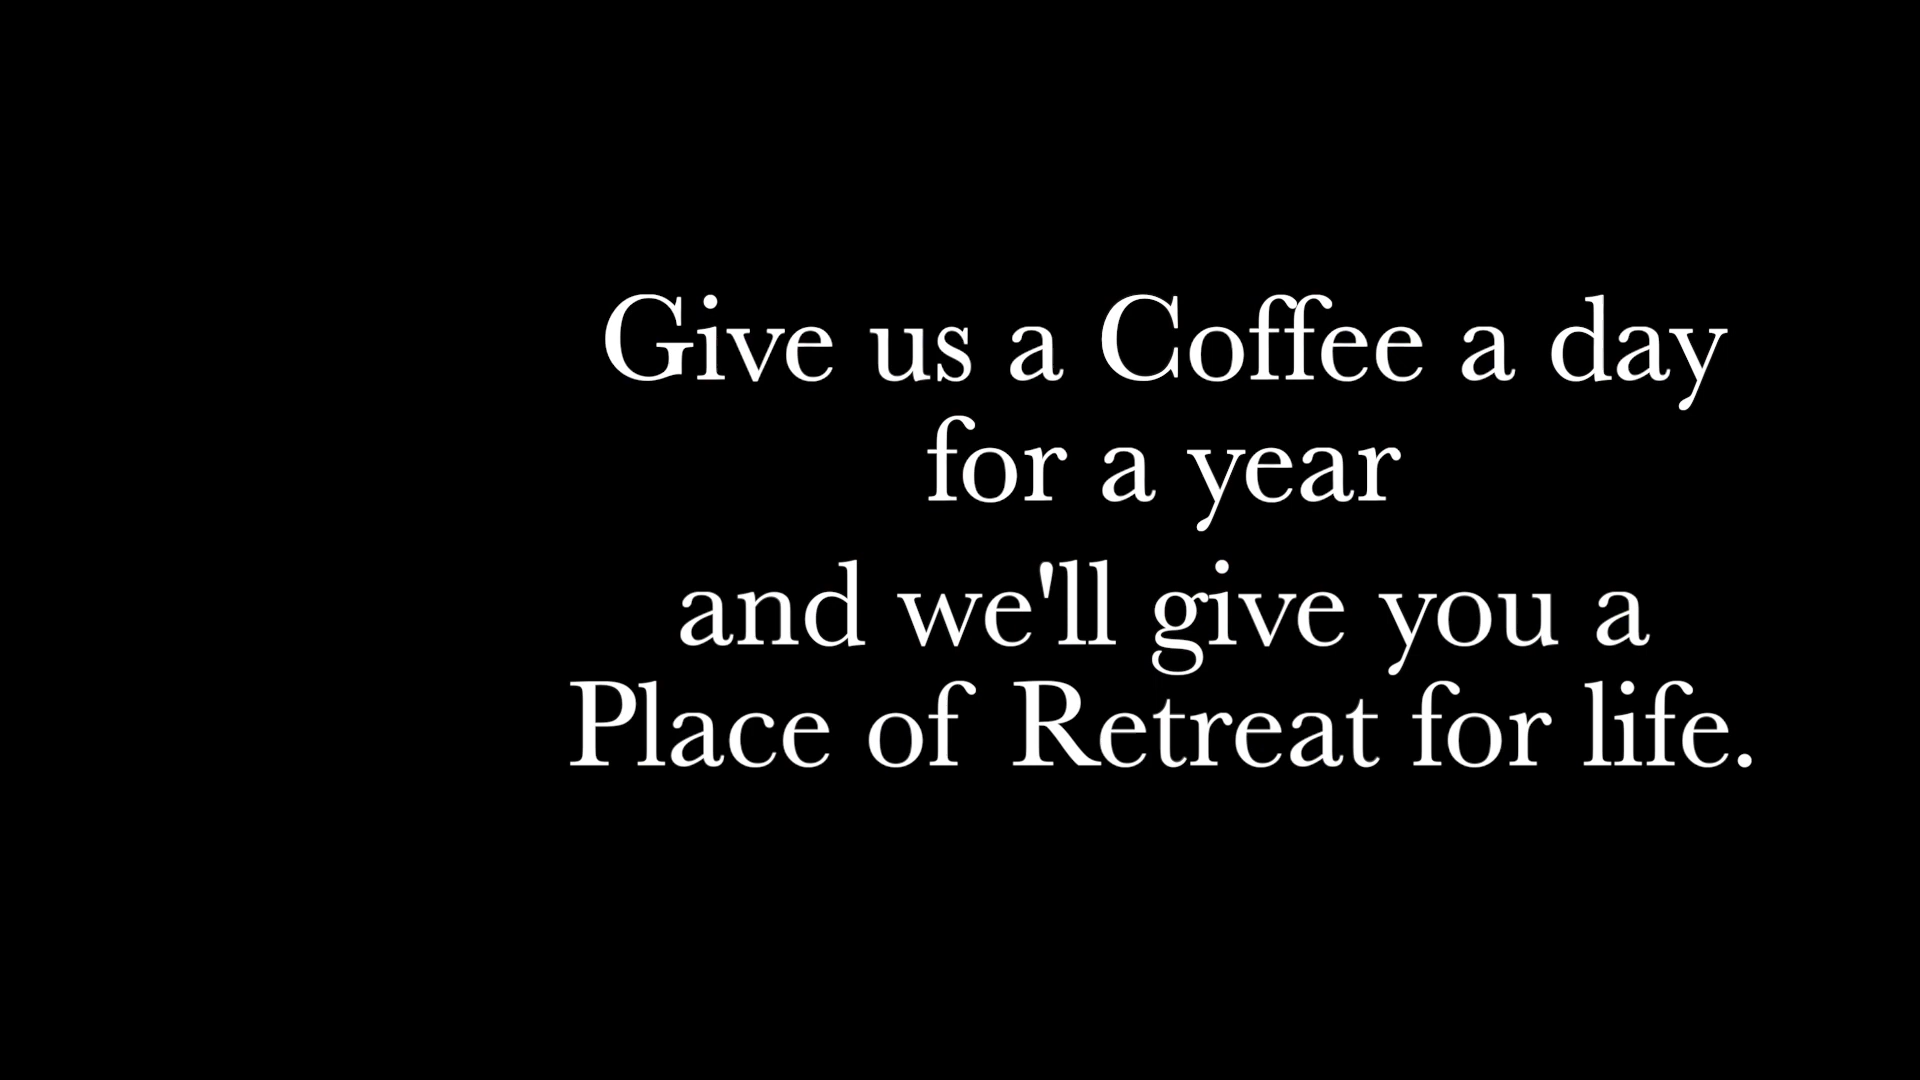 Give us a Coffee a day
for a year
and we'll give you a
Place of Retreat for life.